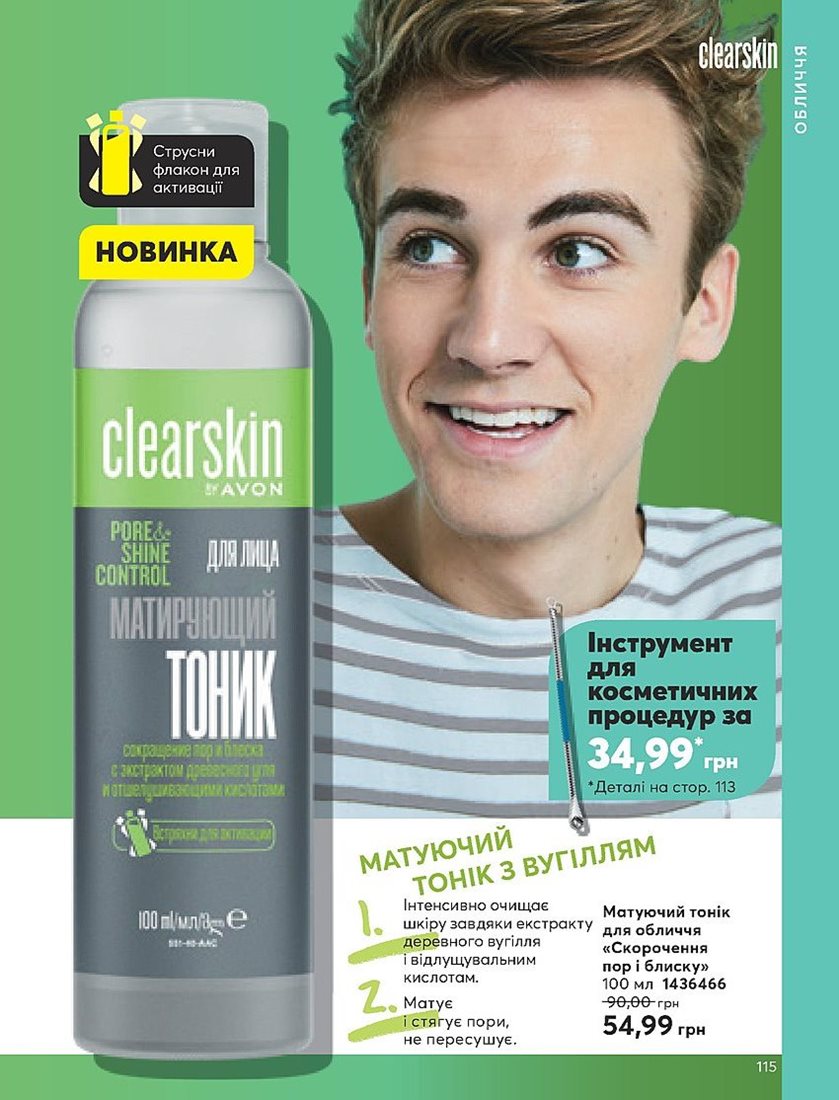 clearskin
ОБЛИЧЧЯ
Струсни
флакон для
активації
НОВИНКА
clearskin
BY AVON
PORE &
SHINE
CONTROL
ДЛЯ ЛИЦА
МАТИРУЮЩИЙ
ТОНИК
сокращение пор и блеска
с экстрактом древесного угля
и отшелушивающими кислотами
Встряхни для активации
100 ml/мл/
Інструмент
для
косметичних
процедур за
34,99* грн
*Деталі на стор. 113
МАТУЮЧИЙ
ТОНІК З ВУГІЛЛЯМ
1. Інтенсивно очищає
шкіру завдяки екстракту
деревного вугілля
і відлущувальним
кислотам.
2. Матує
і стягує пори,
не пересушує.
Матуючий тонік
для обличчя
«Скорочення
пор і блиску»
100 мл 1436466
90,00 грн
54,99 грн
115